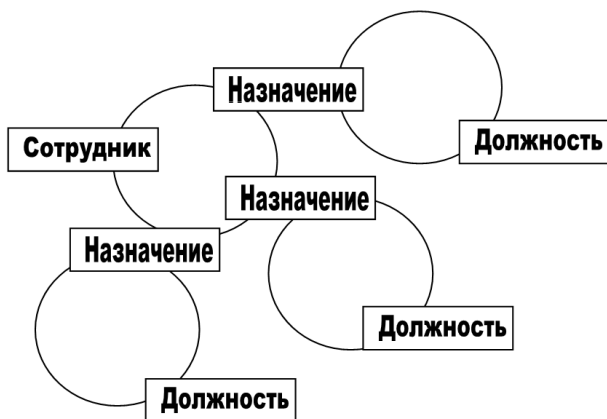 Назначение
Должность
Сотрудник
Назначение
Назначение
Должность
Должность